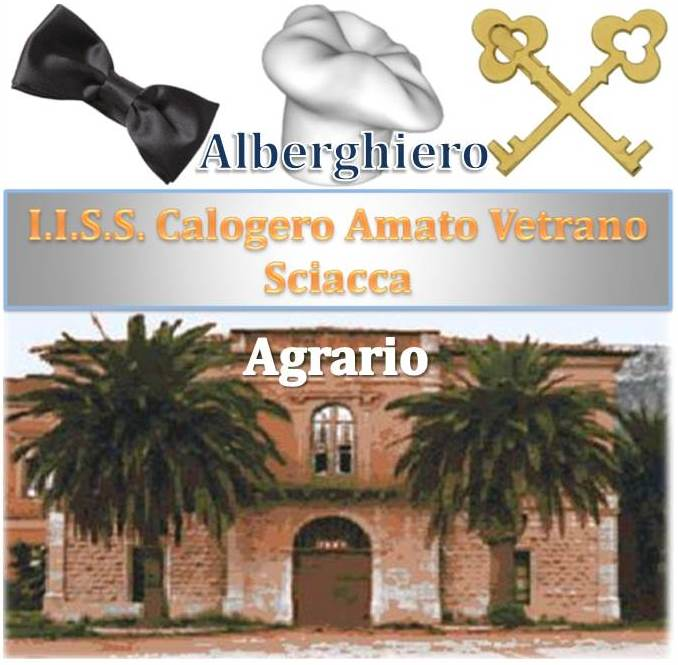 Alberghiero
I.I.S.S. Calogero Amato Vetrano
Sciacca
Agrario